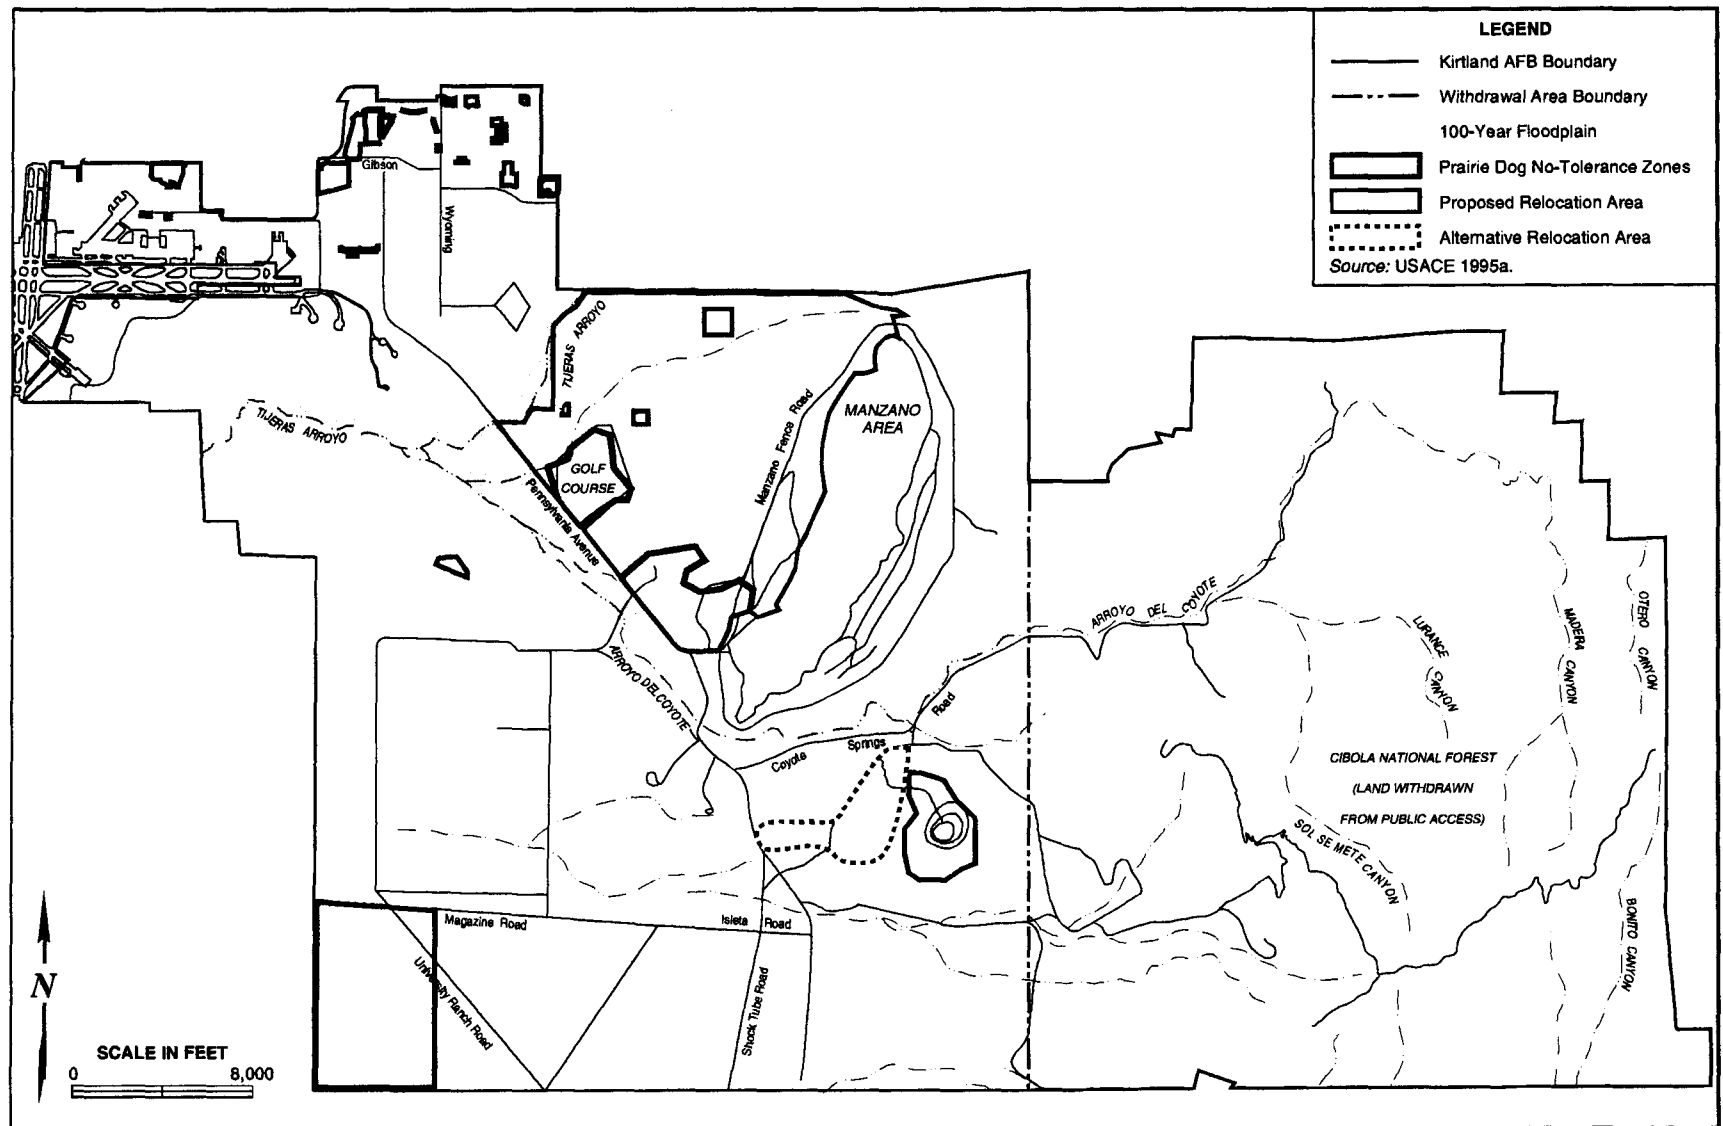 LEGEND
Kirtland AFB Boundary
Withdrawal Area Boundary
100-Year Floodplain
Prairie Dog No-Tolerance Zones
Proposed Relocation Area
Alternative Relocation Area
Source: USACE 1995a.
Gibson
Wyoming
TIJERAS ARROYO
TIJERAS ARROYO
MANZANO
AREA
Manzano Fence Road
GOLF
COURSE
Pennsylvania Avenue
ARROYO DEL COYOTE
ARROYO DEL COYOTE
LURANCE
CANYON
MADERA
CANYON
OTERO CANYON
Coyote Springs Road
CIBOLA NATIONAL FOREST
(LAND WITHDRAWN
FROM PUBLIC ACCESS)
SOL SE METE CANYON
BONITO CANYON
Magazine Road
Isleta Road
University Ranch Road
Shock Tube Road
N
SCALE IN FEET
0 8,000